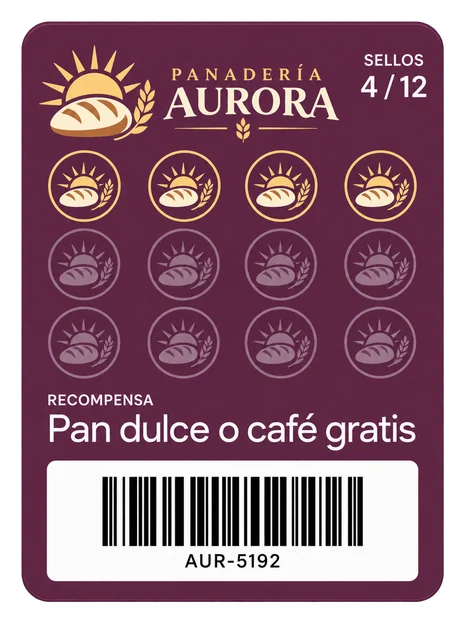 PANADERÍA
AURORA
SELLOS
4 / 12
RECOMPENSA
Pan dulce o café gratis
AUR-5192